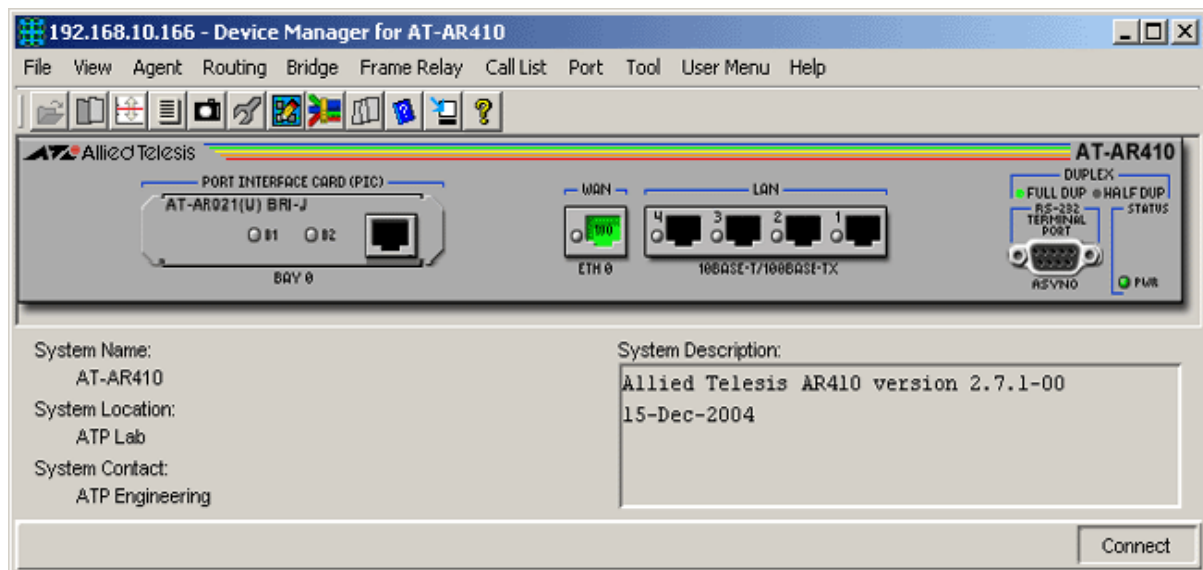 192.168.10.166 - Device Manager for AT-AR410
File View Agent Routing Bridge Frame Relay Call List Port Tool User Menu Help
Allied Telesis
AT-AR410
PORT INTERFACE CARD (PIC)
AT-AR021(U) BRI-J
B1 B2
BAY 0
WAN
W0
ETH 0
LAN
4 3 2 1
10BASE-T/100BASE-TX
DUPLEX
FULL DUP HALF DUP
RS-232
TERMINAL
PORT
STATUS
ASYN0
PWR
System Name:
AT-AR410
System Location:
ATP Lab
System Contact:
ATP Engineering
System Description:
Allied Telesis AR410 version 2.7.1-00
15-Dec-2004
Connect